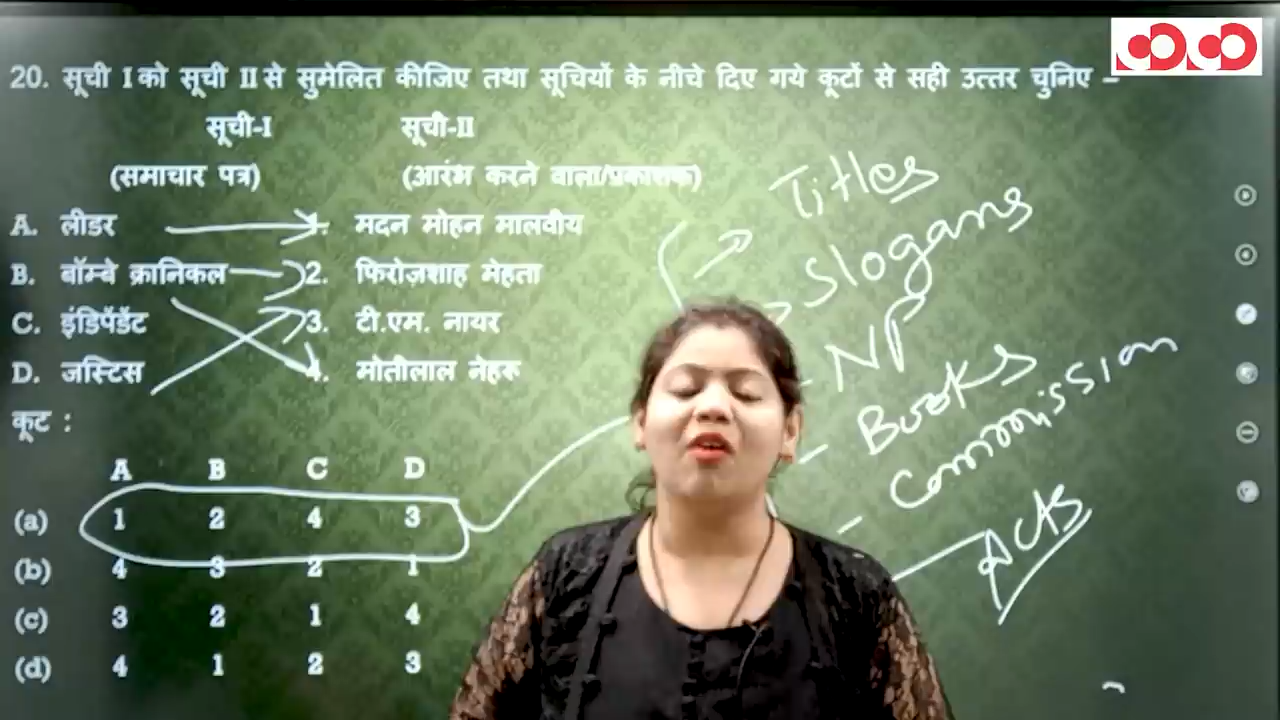 20. सूची I को सूची II से सुमेलित कीजिए तथा सूचियों के नीचे दिए गये कूटों से सही उत्तर चुनिए –
सूची-I सूची-II
(समाचार पत्र) (आरंभ करने वाला/प्रकाशक)
A. लीडर 1. मदन मोहन मालवीय
B. बॉम्बे क्रानिकल 2. फिरोज़शाह मेहता
C. इंडिपेंडेंट 3. टी.एम. नायर
D. जस्टिस 4. मोतीलाल नेहरू
कूट :
A B C D
(a) 1 2 4 3
(b) 4 3 2 1
(c) 3 2 1 4
(d) 4 1 2 3
Titles
Slogans
NP
Books
Commission
Acts